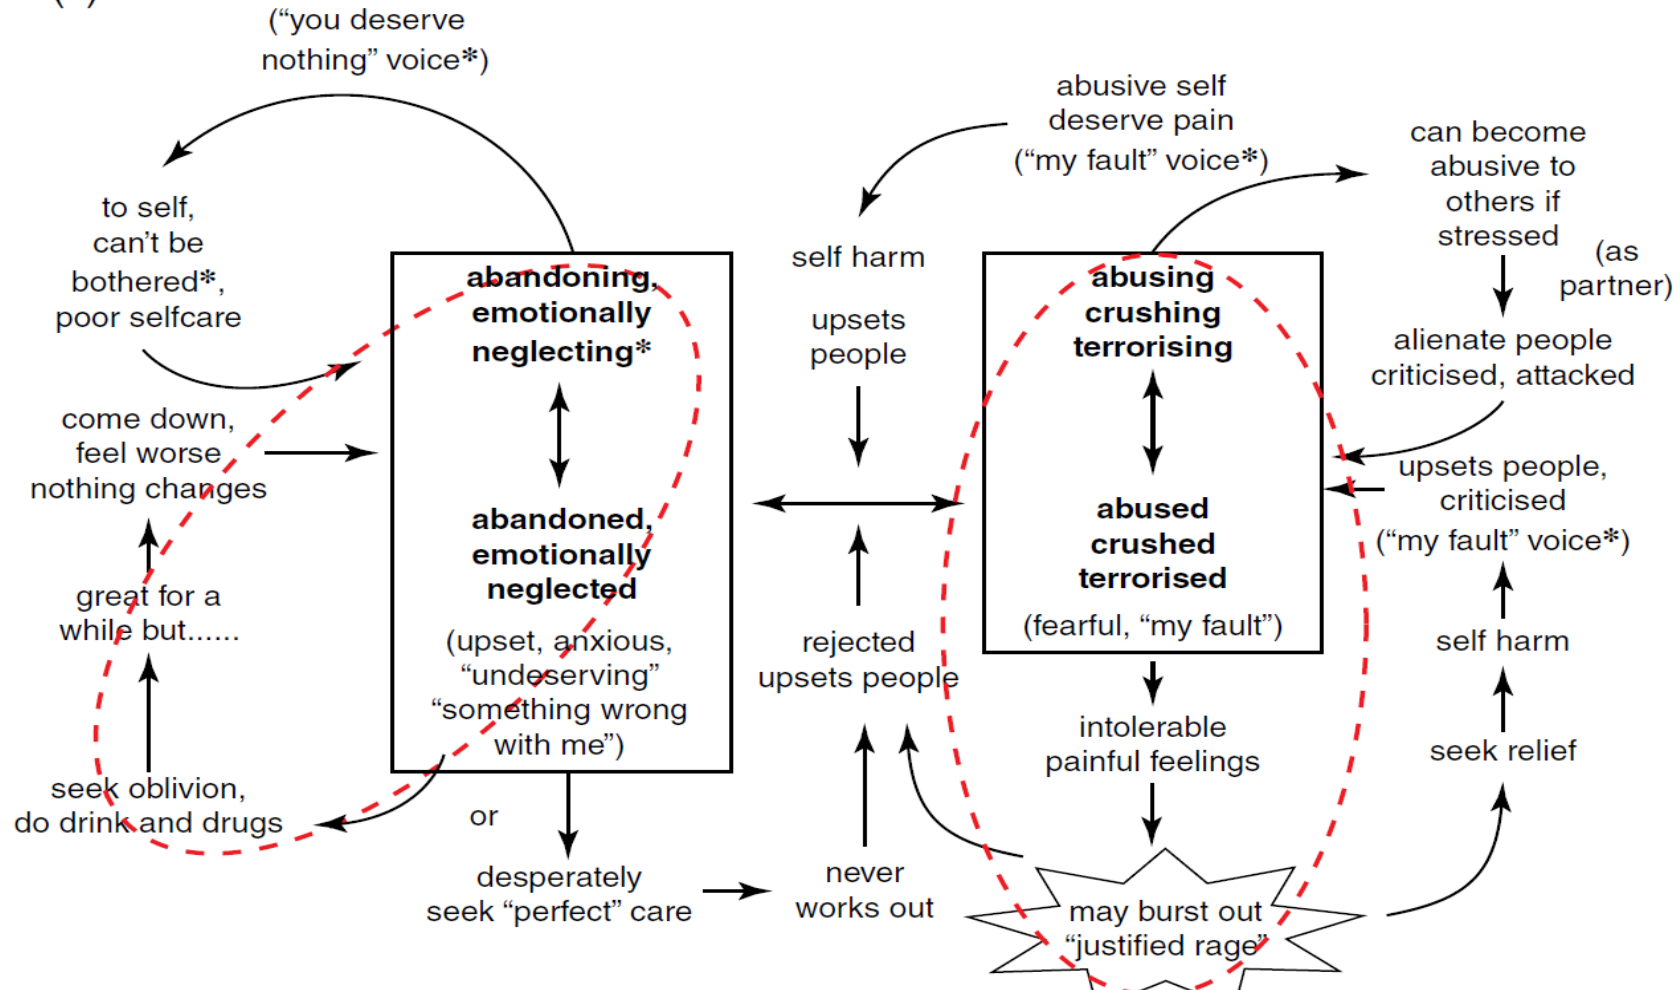 (“you deserve
nothing” voice*)
to self,
can’t be
bothered*,
poor selfcare
come down,
feel worse
nothing changes
great for a
while but......
seek oblivion,
do drink and drugs
abandoning,
emotionally
neglecting*
abandoned,
emotionally
neglected
(upset, anxious,
“undeserving”
“something wrong
with me”)
or
desperately
seek “perfect” care
never
works out
rejected
upsets people
abusive self
deserve pain
(“my fault” voice*)
self harm
upsets
people
abusing
crushing
terrorising
abused
crushed
terrorised
(fearful, “my fault”)
intolerable
painful feelings
may burst out
“justified rage”
can become
abusive to
others if
stressed
(as
partner)
alienate people
criticised, attacked
upsets people,
criticised
(“my fault” voice*)
self harm
seek relief